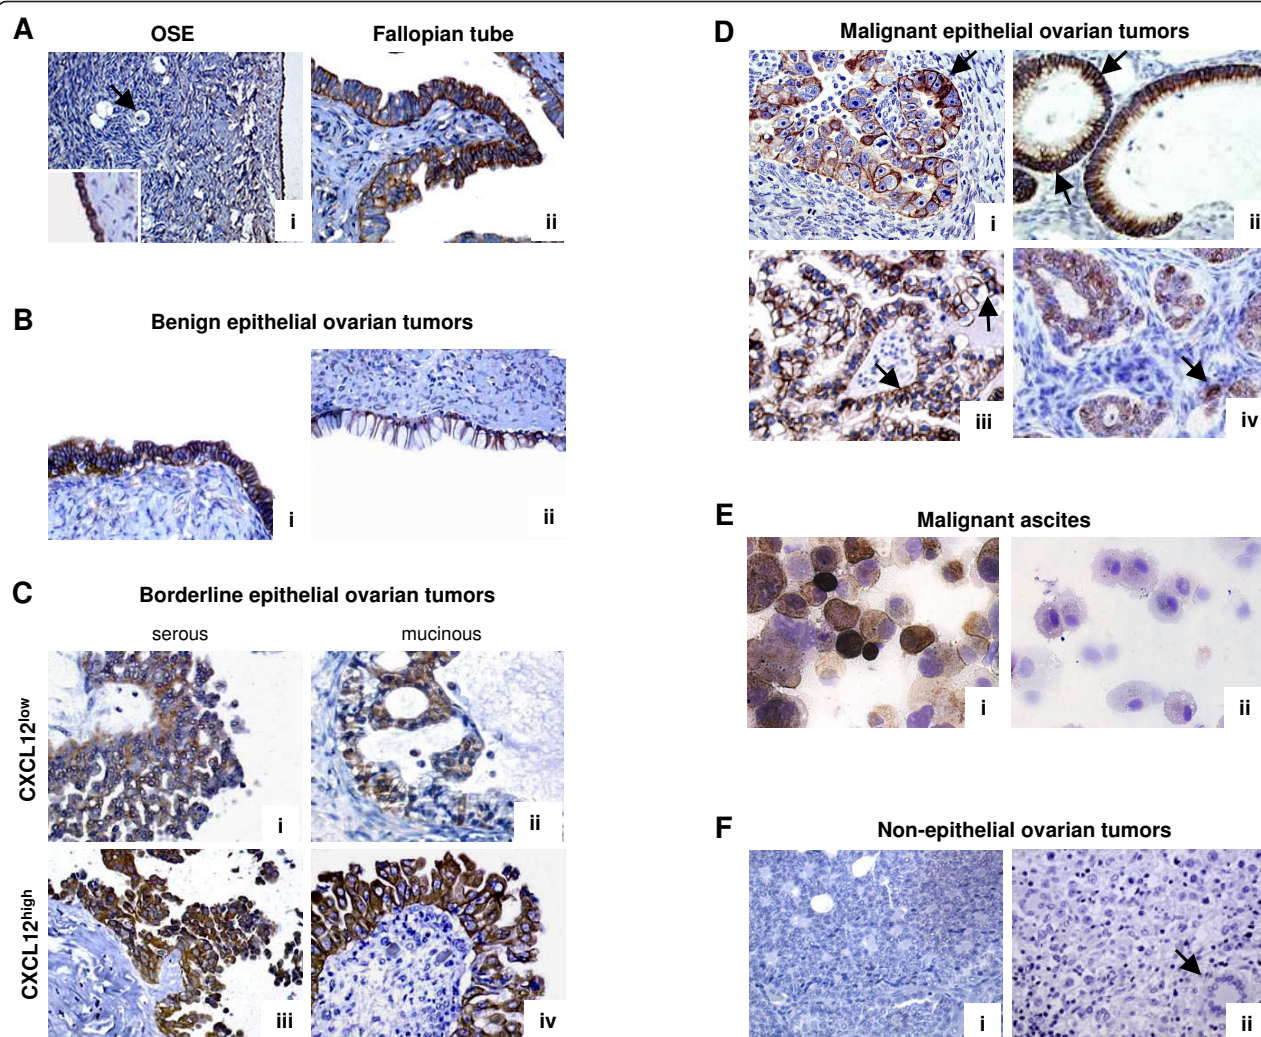 A
OSE
Fallopian tube
i
ii
B
Benign epithelial ovarian tumors
i
ii
C
Borderline epithelial ovarian tumors
serous
mucinous
CXCL12low
i
ii
CXCL12high
iii
iv
D
Malignant epithelial ovarian tumors
i
ii
iii
iv
E
Malignant ascites
i
ii
F
Non-epithelial ovarian tumors
i
ii